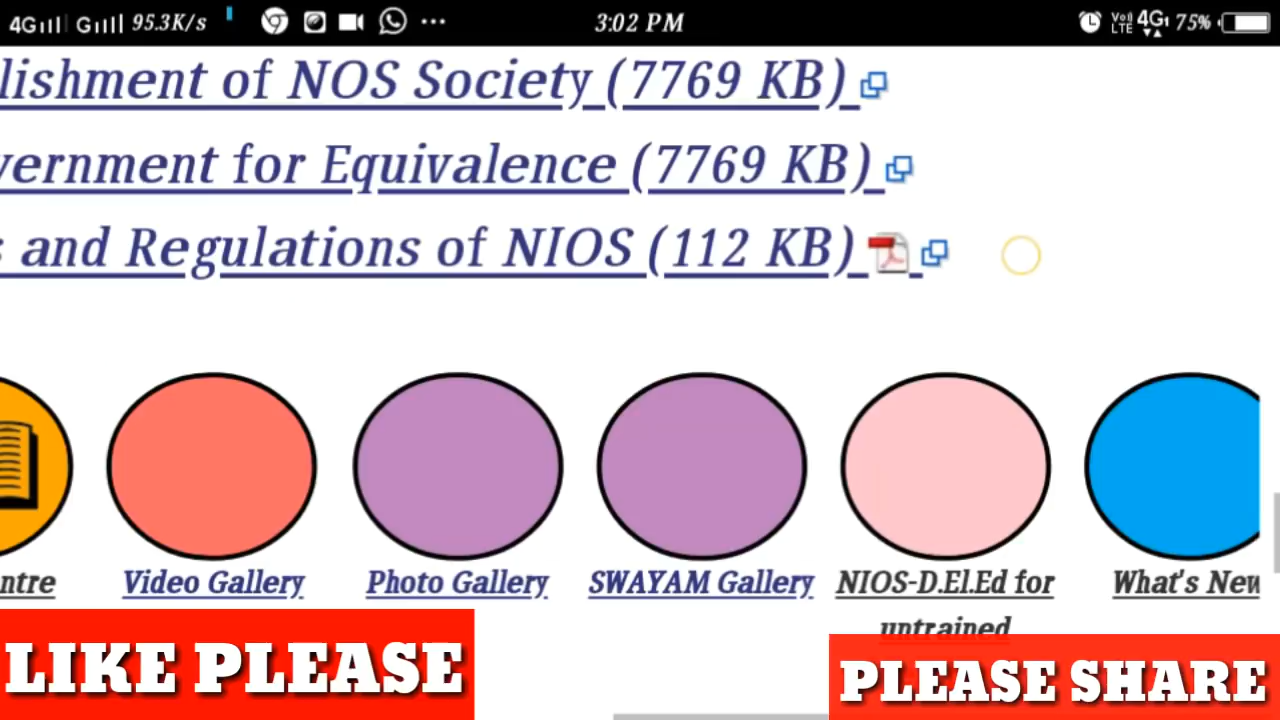 4G G 95.3K/s ... 3:02 PM VoLTE 4G 75%
lishment of NOS Society (7769 KB)
vernment for Equivalence (7769 KB)
s and Regulations of NIOS (112 KB)
ntre Video Gallery Photo Gallery SWAYAM Gallery NIOS-D.El.Ed for What's New
untrained
LIKE PLEASE
PLEASE SHARE